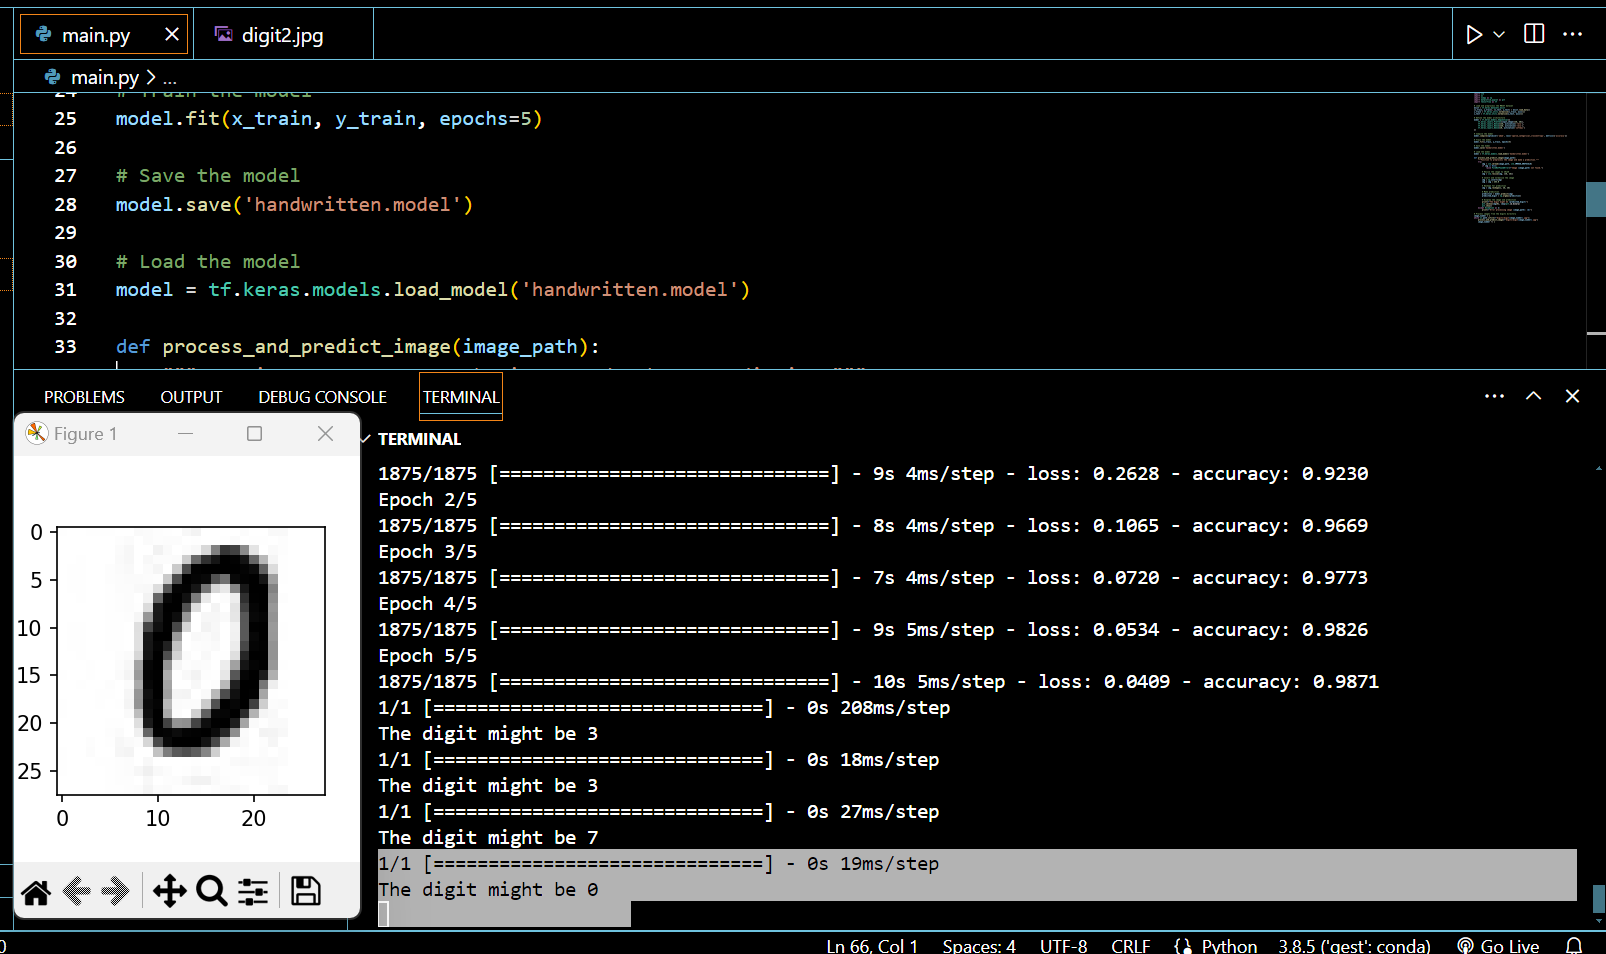 main.py
digit2.jpg
main.py > ...
24 # Train the model
25 model.fit(x_train, y_train, epochs=5)
26
27 # Save the model
28 model.save('handwritten.model')
29
30 # Load the model
31 model = tf.keras.models.load_model('handwritten.model')
32
33 def process_and_predict_image(image_path):
PROBLEMS OUTPUT DEBUG CONSOLE TERMINAL
Figure 1
0
5
10
15
20
25
0 10 20
TERMINAL
1875/1875 [==============================] - 9s 4ms/step - loss: 0.2628 - accuracy: 0.9230
Epoch 2/5
1875/1875 [==============================] - 8s 4ms/step - loss: 0.1065 - accuracy: 0.9669
Epoch 3/5
1875/1875 [==============================] - 7s 4ms/step - loss: 0.0720 - accuracy: 0.9773
Epoch 4/5
1875/1875 [==============================] - 9s 5ms/step - loss: 0.0534 - accuracy: 0.9826
Epoch 5/5
1875/1875 [==============================] - 10s 5ms/step - loss: 0.0409 - accuracy: 0.9871
1/1 [==============================] - 0s 208ms/step
The digit might be 3
1/1 [==============================] - 0s 18ms/step
The digit might be 3
1/1 [==============================] - 0s 27ms/step
The digit might be 7
1/1 [==============================] - 0s 19ms/step
The digit might be 0
0
Ln 66, Col 1 Spaces: 4 UTF-8 CRLF Python 3.8.5 ('gest': conda) Go Live